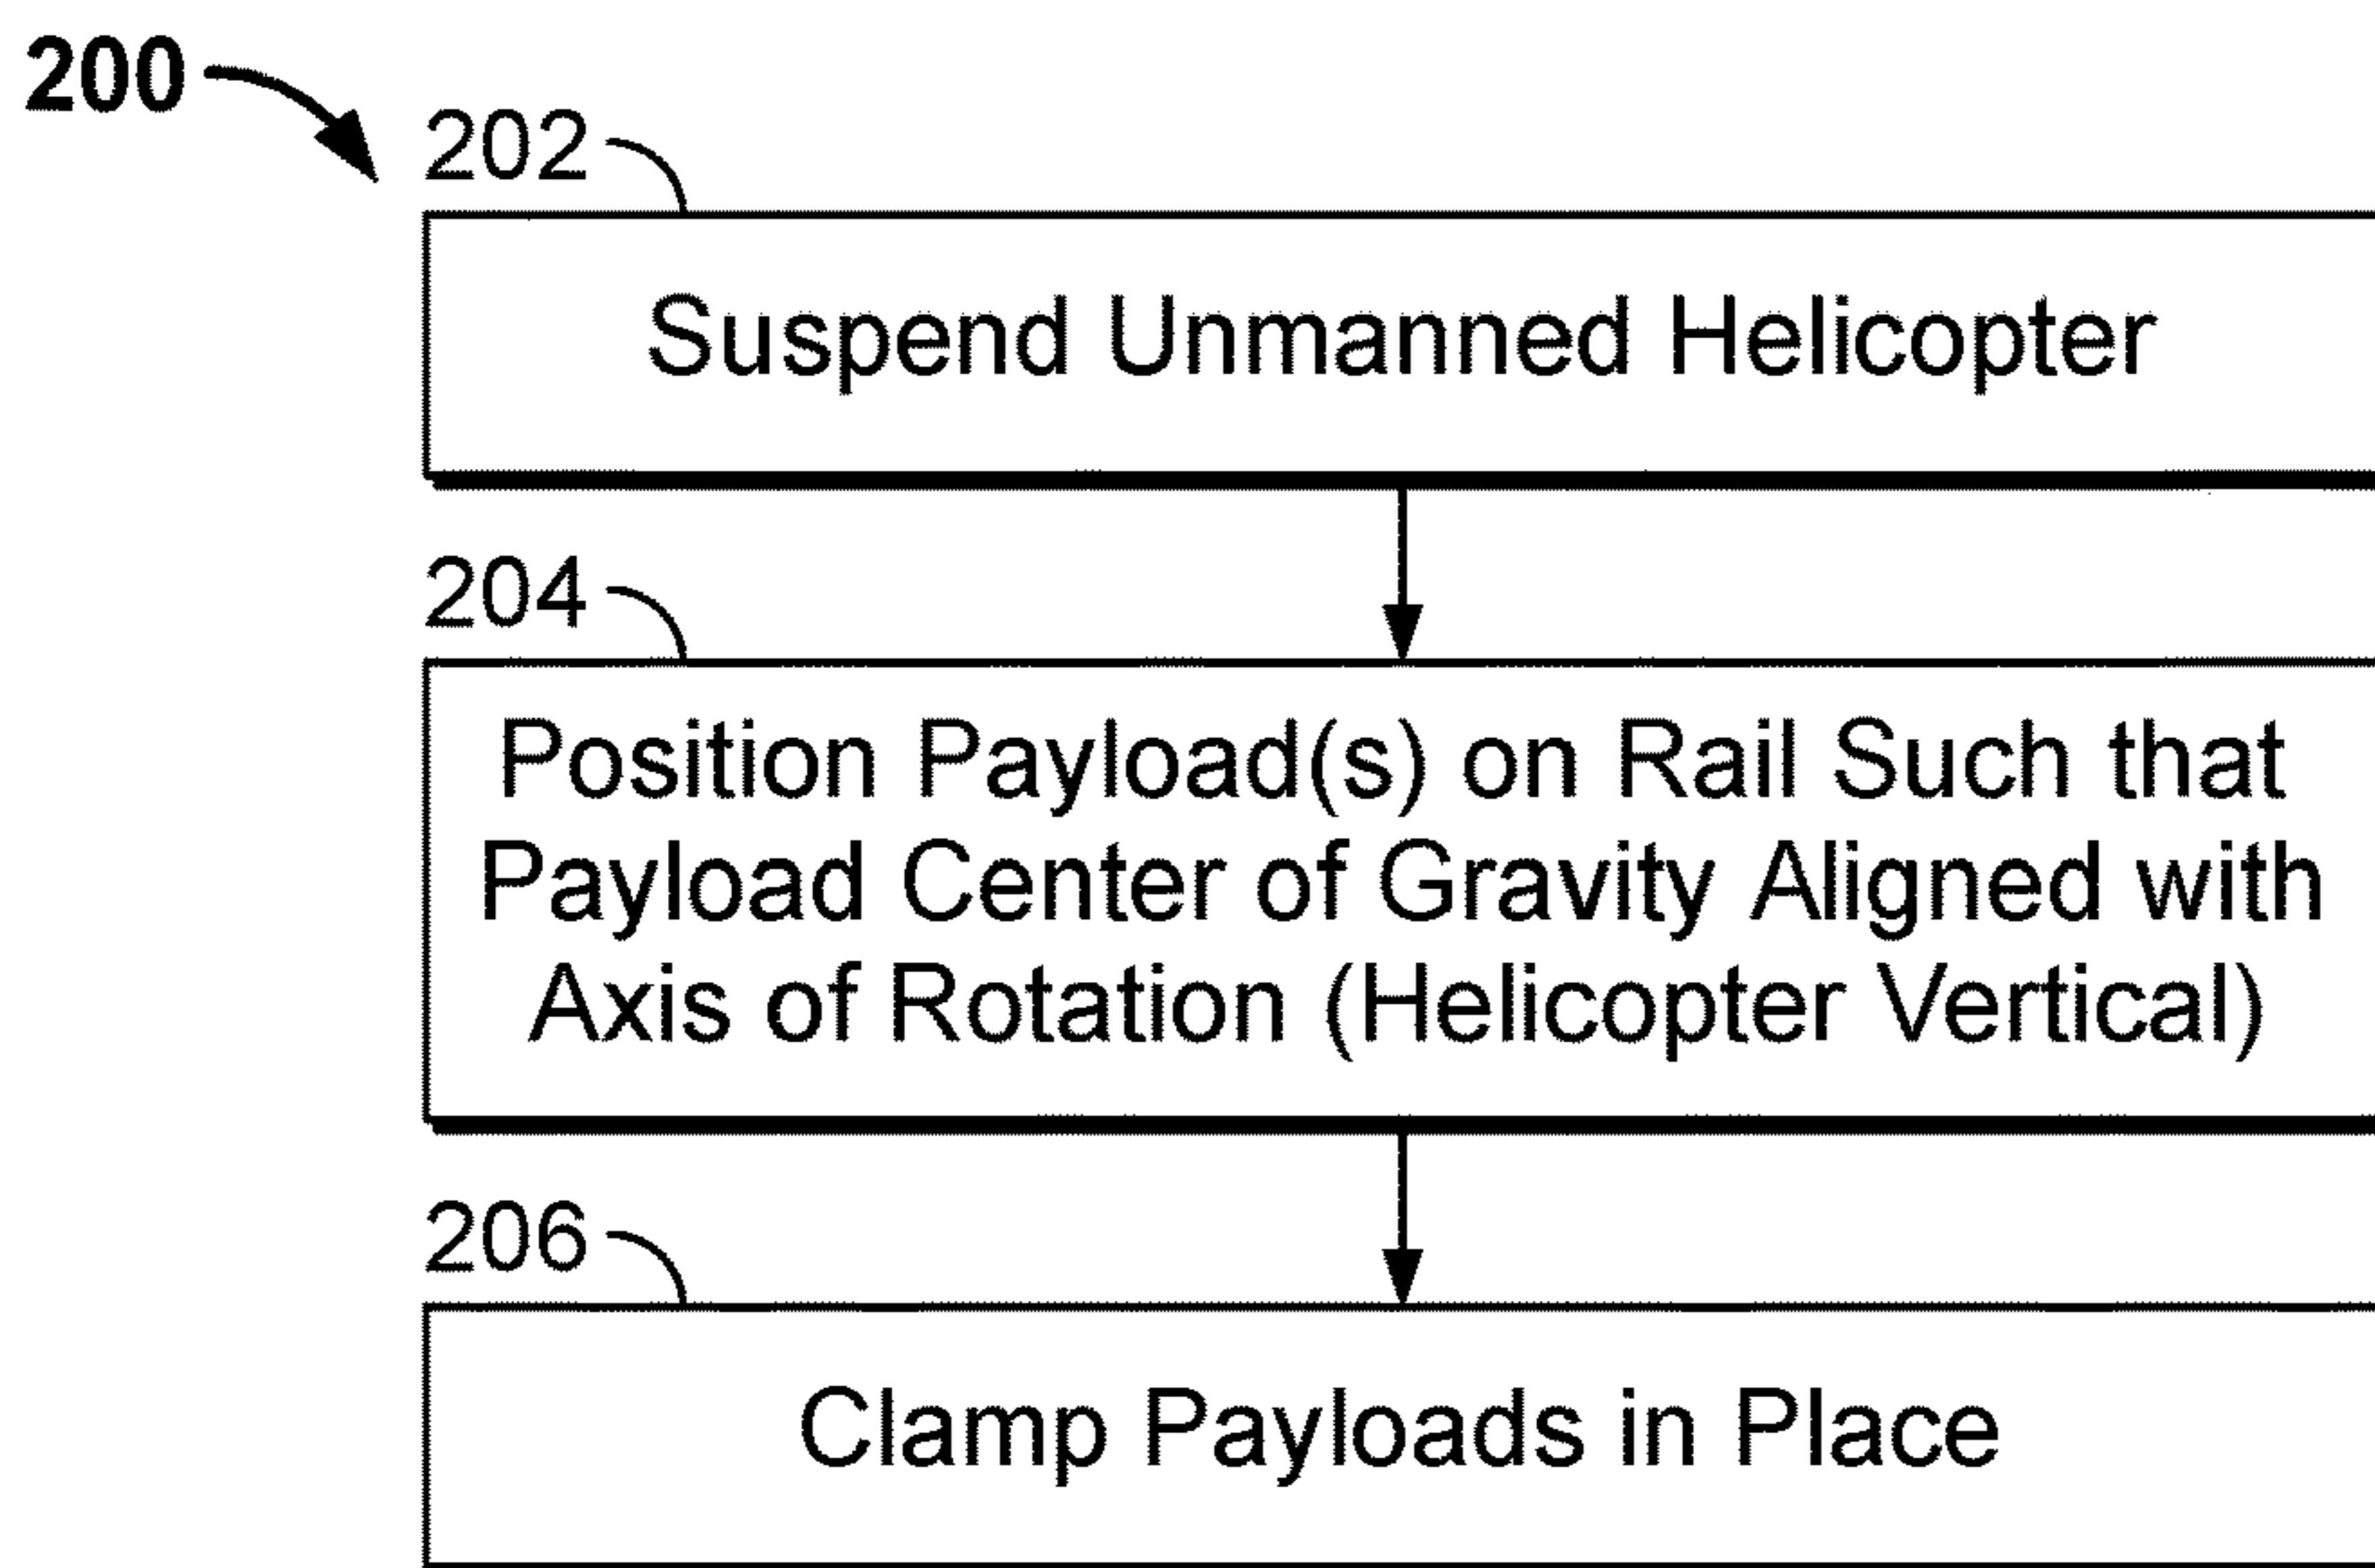 200
202
Suspend Unmanned Helicopter
204
Position Payload(s) on Rail Such that
Payload Center of Gravity Aligned with
Axis of Rotation (Helicopter Vertical)
206
Clamp Payloads in Place